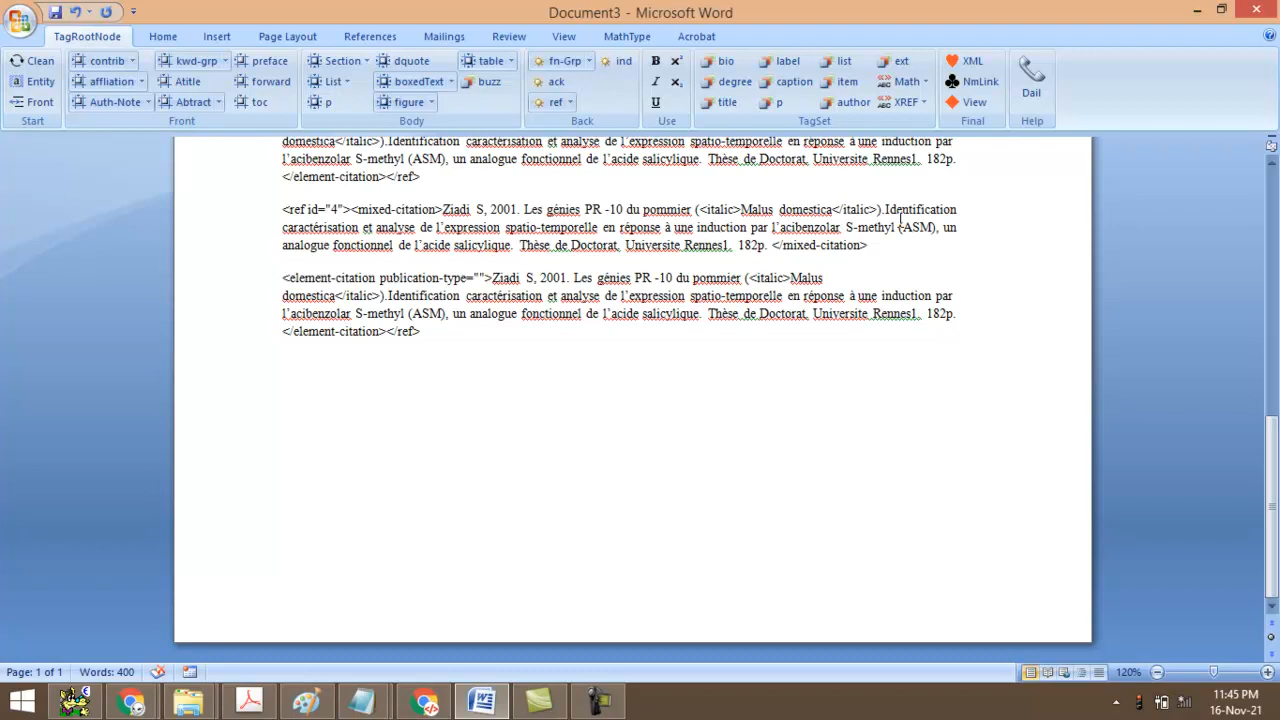 Document3 - Microsoft Word
TagRootNode Home Insert Page Layout References Mailings Review View MathType Acrobat
Clean contrib kwd-grp preface Section dquote table fn-Grp ind B x² bio label list ext XML
Entity affliation Atitle forward List boxedText buzz ack I x₂ degree caption item Math NmLink Dail
Front Auth-Note Abtract toc p figure ref U title p author XREF View
Start Front Body Back Use TagSet Final Help
domestica</italic>).Identification caractérisation et analyse de l'expression spatio-temporelle en réponse à une induction par
l'acibenzolar S-methyl (ASM), un analogue fonctionnel de l'acide salicylique. Thèse de Doctorat, Universite Rennes1, 182p.
</element-citation></ref>
<ref id="4"><mixed-citation>Ziadi S, 2001. Les génies PR -10 du pommier (<italic>Malus domestica</italic>).Identification
caractérisation et analyse de l'expression spatio-temporelle en réponse à une induction par l'acibenzolar S-methyl (ASM), un
analogue fonctionnel de l'acide salicylique. Thèse de Doctorat, Universite Rennes1, 182p. </mixed-citation>
<element-citation publication-type="">Ziadi S, 2001. Les génies PR -10 du pommier (<italic>Malus
domestica</italic>).Identification caractérisation et analyse de l'expression spatio-temporelle en réponse à une induction par
l'acibenzolar S-methyl (ASM), un analogue fonctionnel de l'acide salicylique. Thèse de Doctorat, Universite Rennes1, 182p.
</element-citation></ref>
Page: 1 of 1 Words: 400 120%
11:45 PM
16-Nov-21